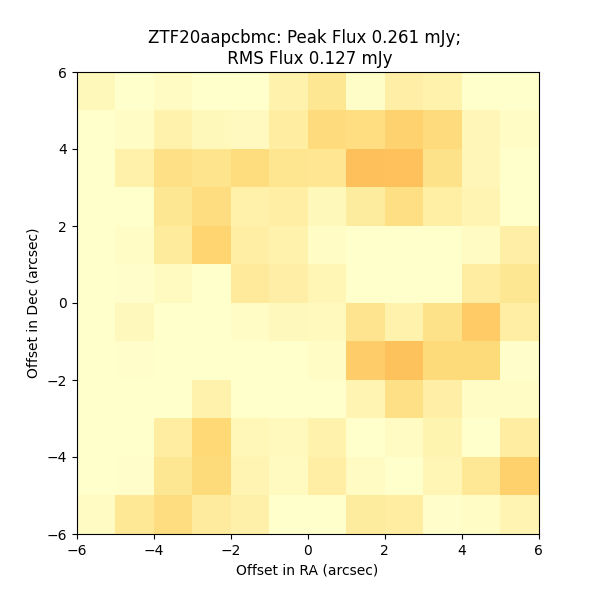 ZTF20aapcbmc: Peak Flux 0.261 mJy;
RMS Flux 0.127 mJy
6
4
2
0
−2
−4
−6
Offset in Dec (arcsec)
−6 −4 −2 0 2 4 6
Offset in RA (arcsec)